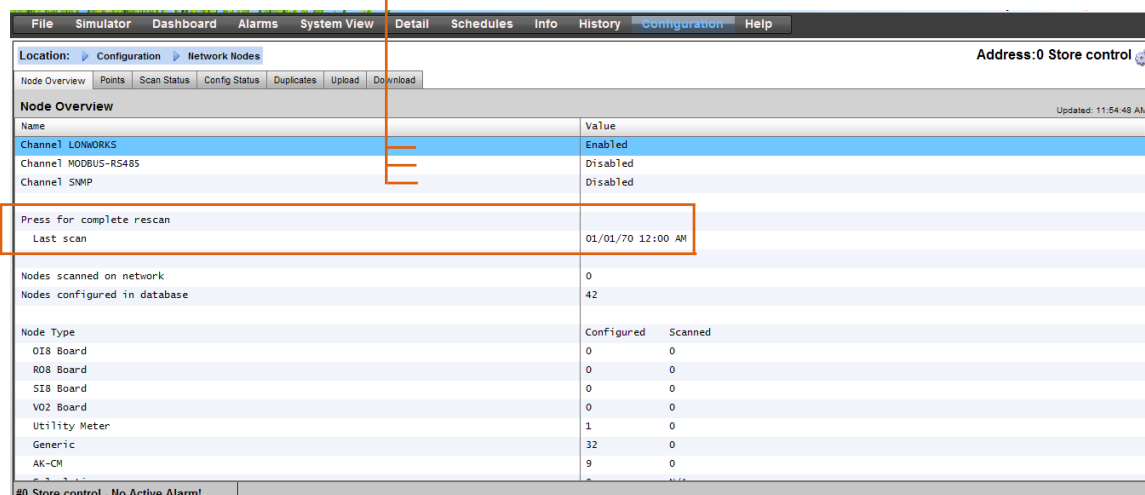 File Simulator Dashboard Alarms System View Detail Schedules Info History Configuration Help
Location: Configuration Network Nodes Address:0 Store control
Node Overview Points Scan Status Config Status Duplicates Upload Download
Node Overview Updated: 11:54:48 AM
Name Value
Channel LONWORKS Enabled
Channel MODBUS-RS485 Disabled
Channel SNMP Disabled
Press for complete rescan
Last scan 01/01/70 12:00 AM
Nodes scanned on network 0
Nodes configured in database 42
Node Type Configured Scanned
OI8 Board 0 0
RO8 Board 0 0
SI8 Board 0 0
VO2 Board 0 0
Utility Meter 1 0
Generic 32 0
AK-CM 9 0
#0 Store control No Active Alarm!